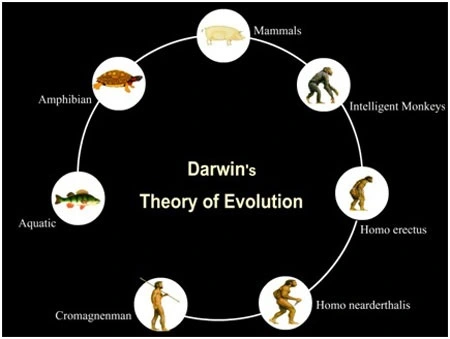 Mammals
Amphibian
Intelligent Monkeys
Darwin's
Theory of Evolution
Aquatic
Homo erectus
Homo nearderthalis
Cromagnenman